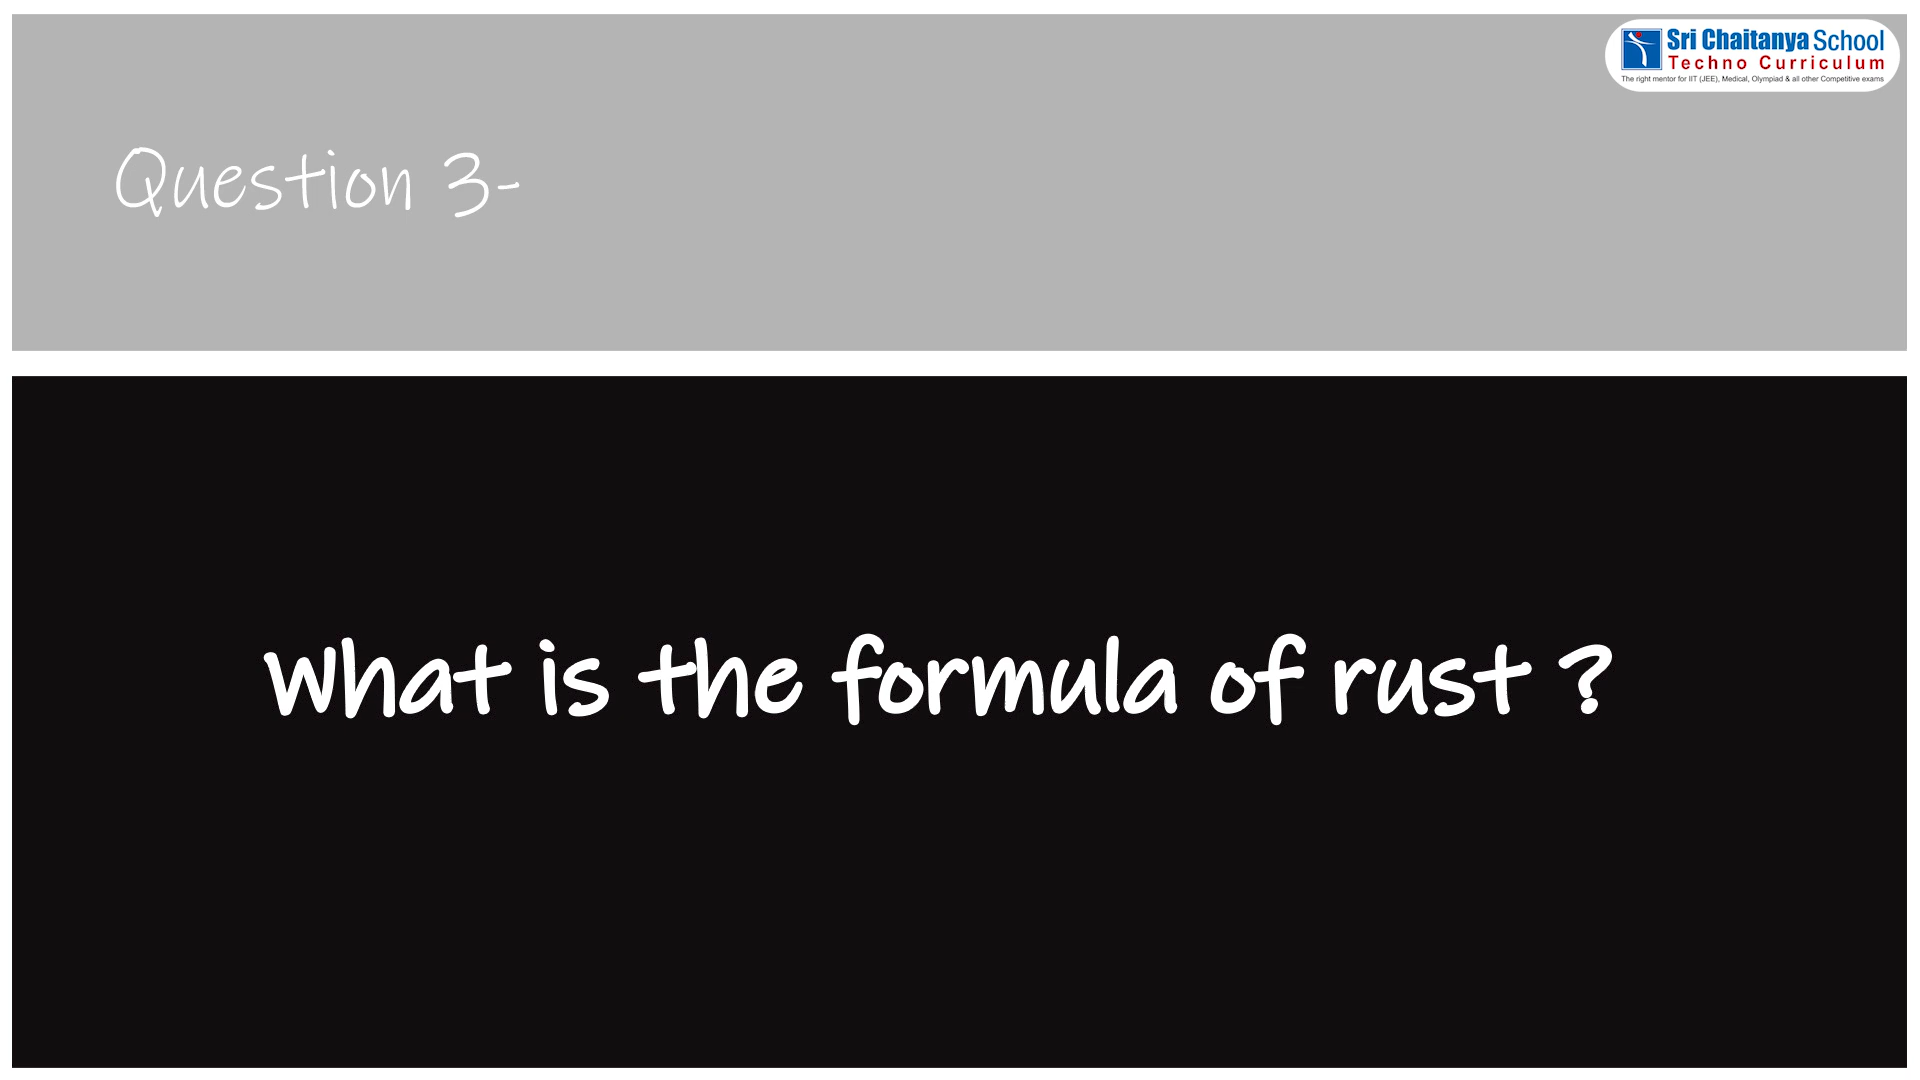 Sri Chaitanya School
Techno Curriculum
The right mentor for IIT (JEE), Medical, Olympiad & all other Competitive exams
Question 3-
What is the formula of rust ?